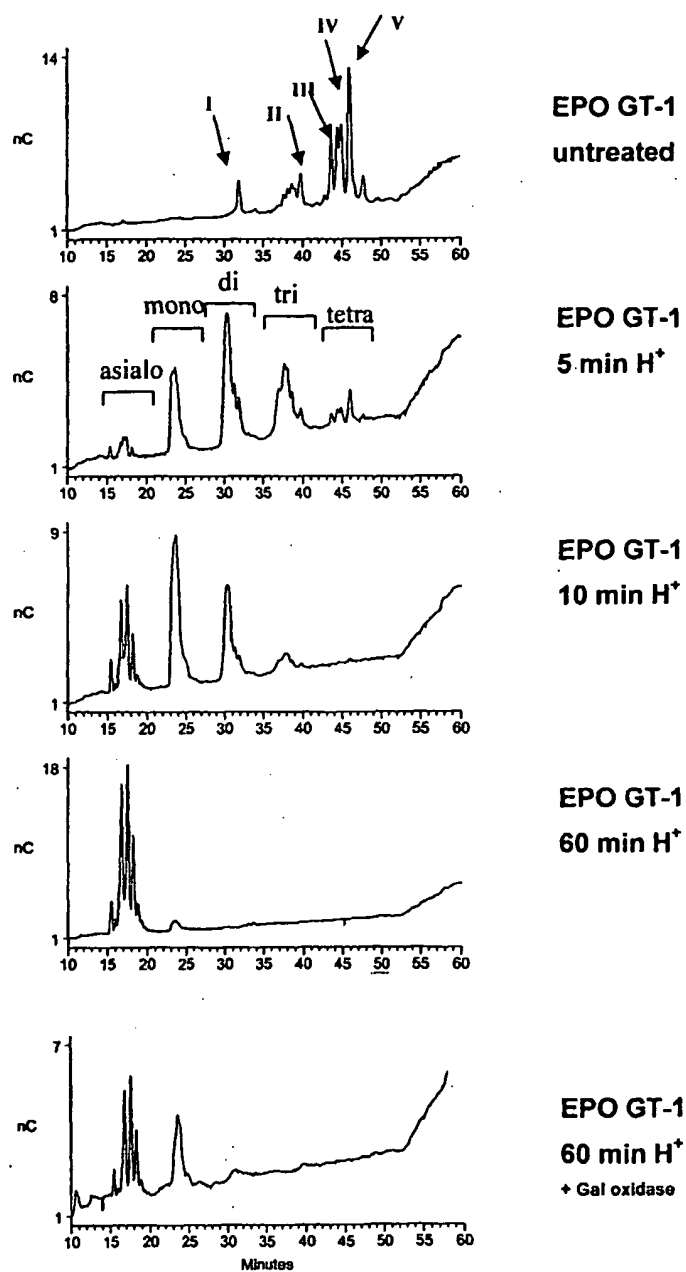 14
nC
1
I
II
III
IV
V
10 15 20 25 30 35 40 45 50 55 60
EPO GT-1
untreated
8
nC
1
asialo
mono
di
tri
tetra
10 15 20 25 30 35 40 45 50 55 60
EPO GT-1
5 min H⁺
9
nC
1
10 15 20 25 30 35 40 45 50 55 60
EPO GT-1
10 min H⁺
18
nC
1
10 15 20 25 30 35 40 45 50 55 60
EPO GT-1
60 min H⁺
7
nC
1
10 15 20 25 30 35 40 45 50 55 60
Minutes
EPO GT-1
60 min H⁺
+ Gal oxidase